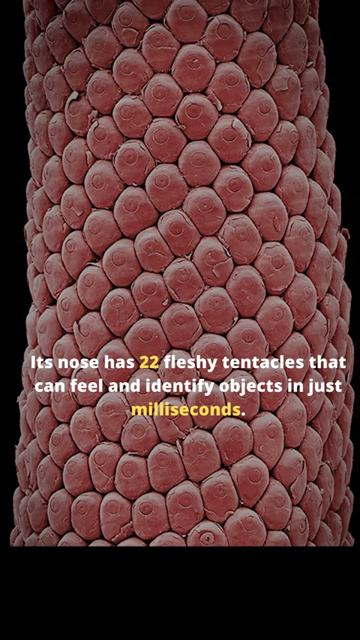 Its nose has 22 fleshy tentacles that
can feel and identify objects in just
milliseconds.